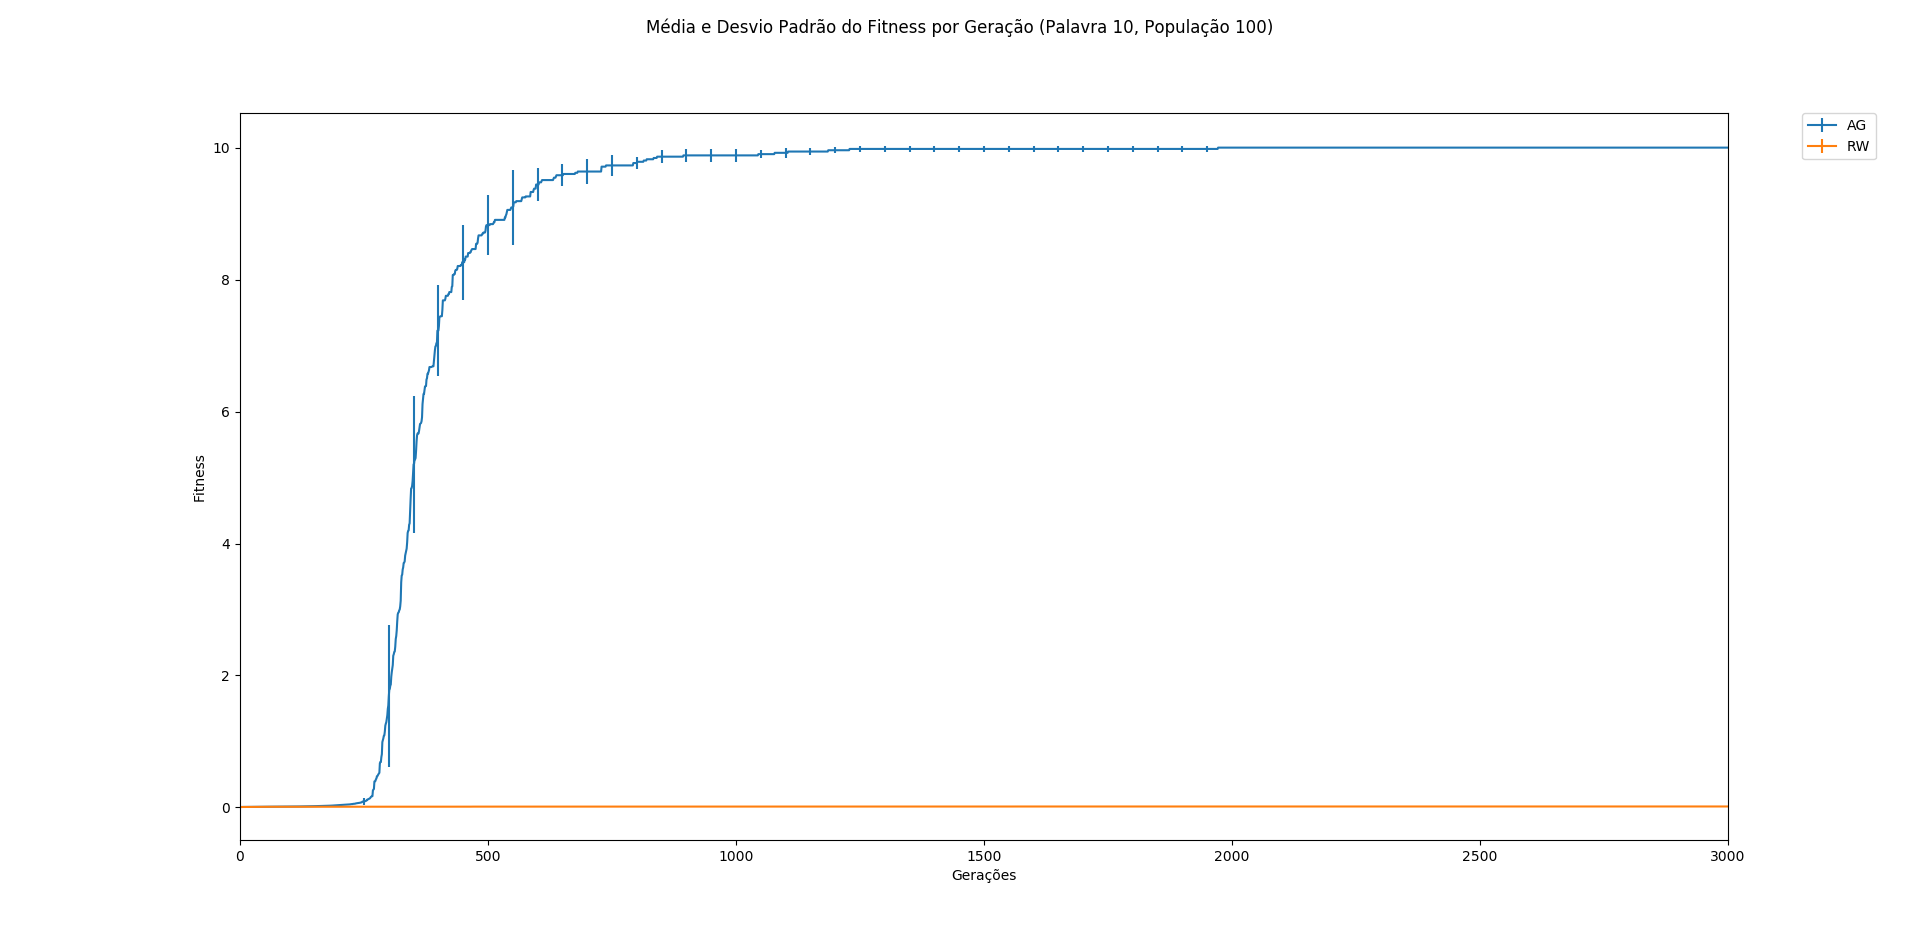 Média e Desvio Padrão do Fitness por Geração (Palavra 10, População 100)
AG
RW
10
8
6
4
2
0
Fitness
0 500 1000 1500 2000 2500 3000
Gerações